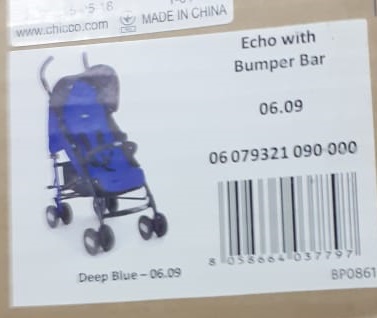 www.chicco.com
MADE IN CHINA
Echo with
Bumper Bar
06.09
06 079321 090 000
8 058664 037797
Deep Blue – 06.09
BP0861